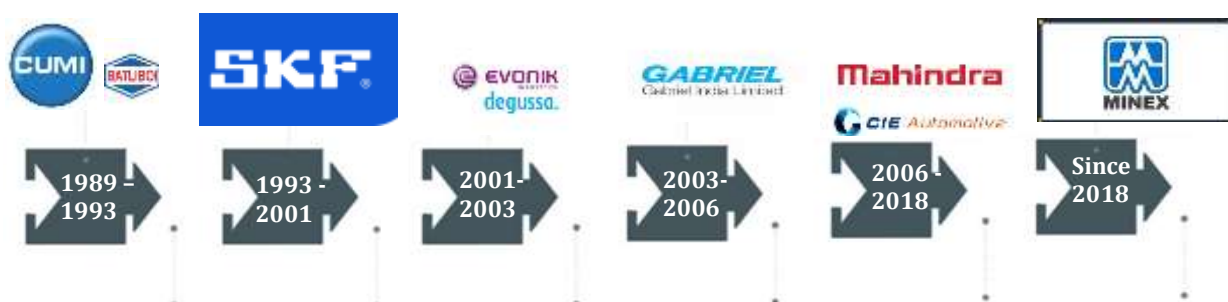 CUMI
BATLIBOI
SKF®
EVONIK
degussa.
GABRIEL
Gabriel India Limited
Mahindra
CIE Automotive
MINEX
1989 –
1993
1993 -
2001
2001-
2003
2003-
2006
2006 -
2018
Since
2018